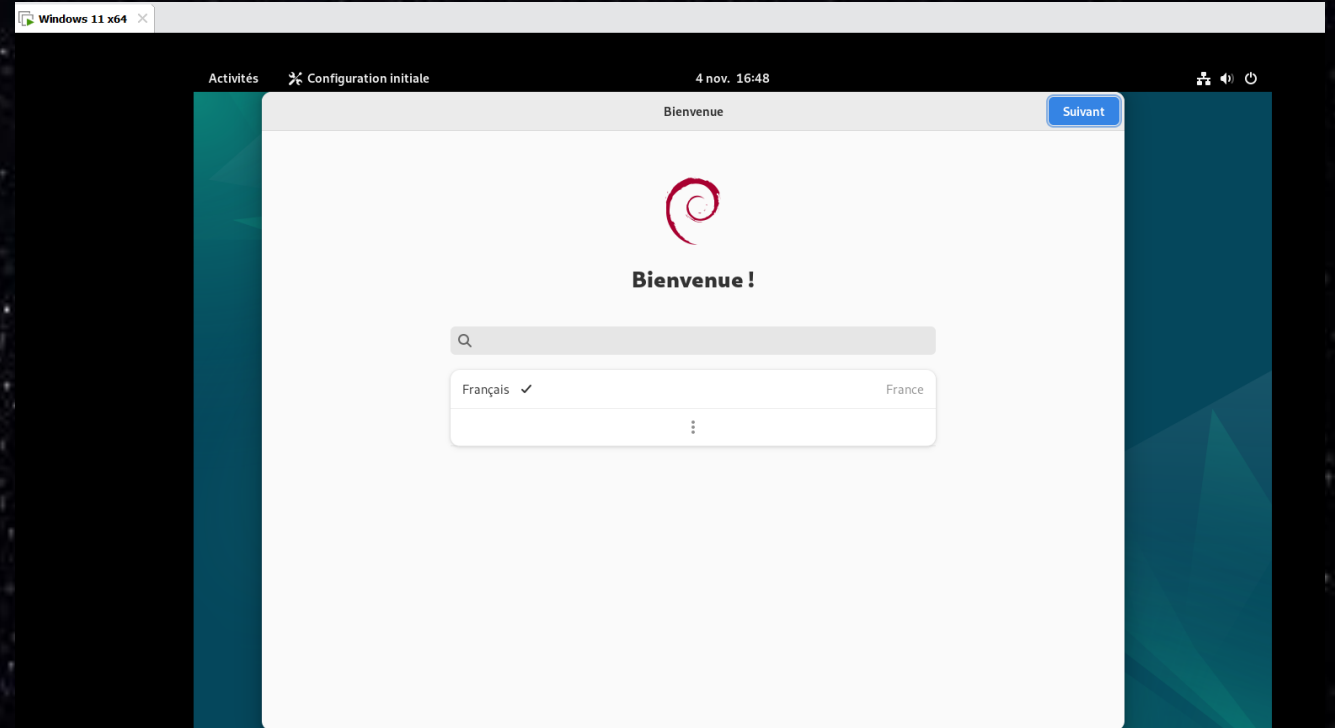 Windows 11 x64
Activités Configuration initiale 4 nov. 16:48
Bienvenue Suivant
Bienvenue !
Français France